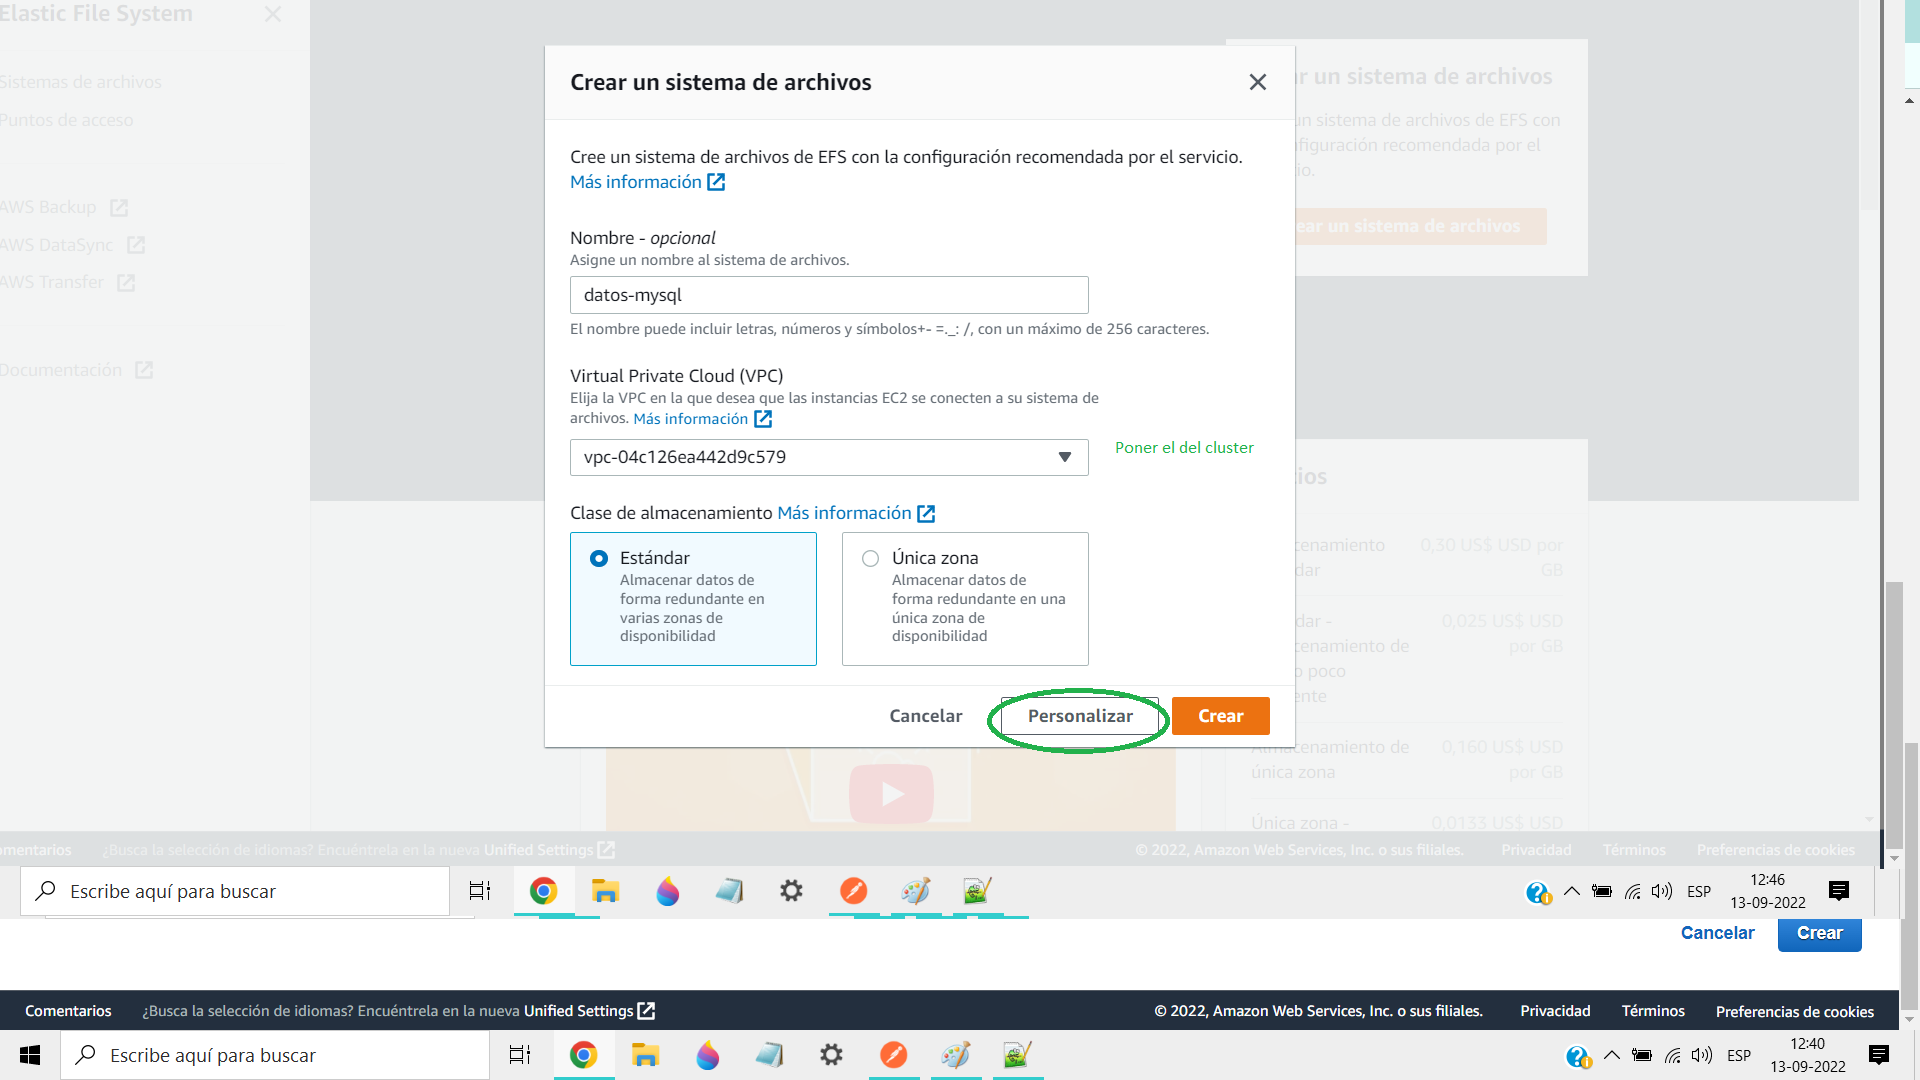 Elastic File System
Sistemas de archivos
Puntos de acceso
AWS Backup
AWS DataSync
AWS Transfer
Documentación
Crear un sistema de archivos
Cree un sistema de archivos de EFS con la configuración recomendada por el servicio.
Más información
Nombre - opcional
Asigne un nombre al sistema de archivos.
datos-mysql
El nombre puede incluir letras, números y símbolos+- =._: /, con un máximo de 256 caracteres.
Virtual Private Cloud (VPC)
Elija la VPC en la que desea que las instancias EC2 se conecten a su sistema de
archivos. Más información
vpc-04c126ea442d9c579
Poner el del cluster
Clase de almacenamiento Más información
Estándar
Almacenar datos de
forma redundante en
varias zonas de
disponibilidad
Única zona
Almacenar datos de
forma redundante en una
única zona de
disponibilidad
Cancelar
Personalizar
Crear
un sistema de archivos
un sistema de archivos de EFS con
figuración recomendada por el
io.
ear un sistema de archivos
ios
cenamiento
dar
0,30 US$ USD por
GB
dar -
cenamiento de
o poco
ente
0,025 US$ USD
por GB
Almacenamiento de
única zona
0,160 US$ USD
por GB
Única zona -
0,0133 US$ USD
omentarios
¿Busca la selección de idiomas? Encuéntrela en la nueva Unified Settings
© 2022, Amazon Web Services, Inc. o sus filiales.
Privacidad
Términos
Preferencias de cookies
Escribe aquí para buscar
ESP
12:46
13-09-2022
Cancelar
Crear
Comentarios
¿Busca la selección de idiomas? Encuéntrela en la nueva Unified Settings
© 2022, Amazon Web Services, Inc. o sus filiales.
Privacidad
Términos
Preferencias de cookies
Escribe aquí para buscar
ESP
12:40
13-09-2022